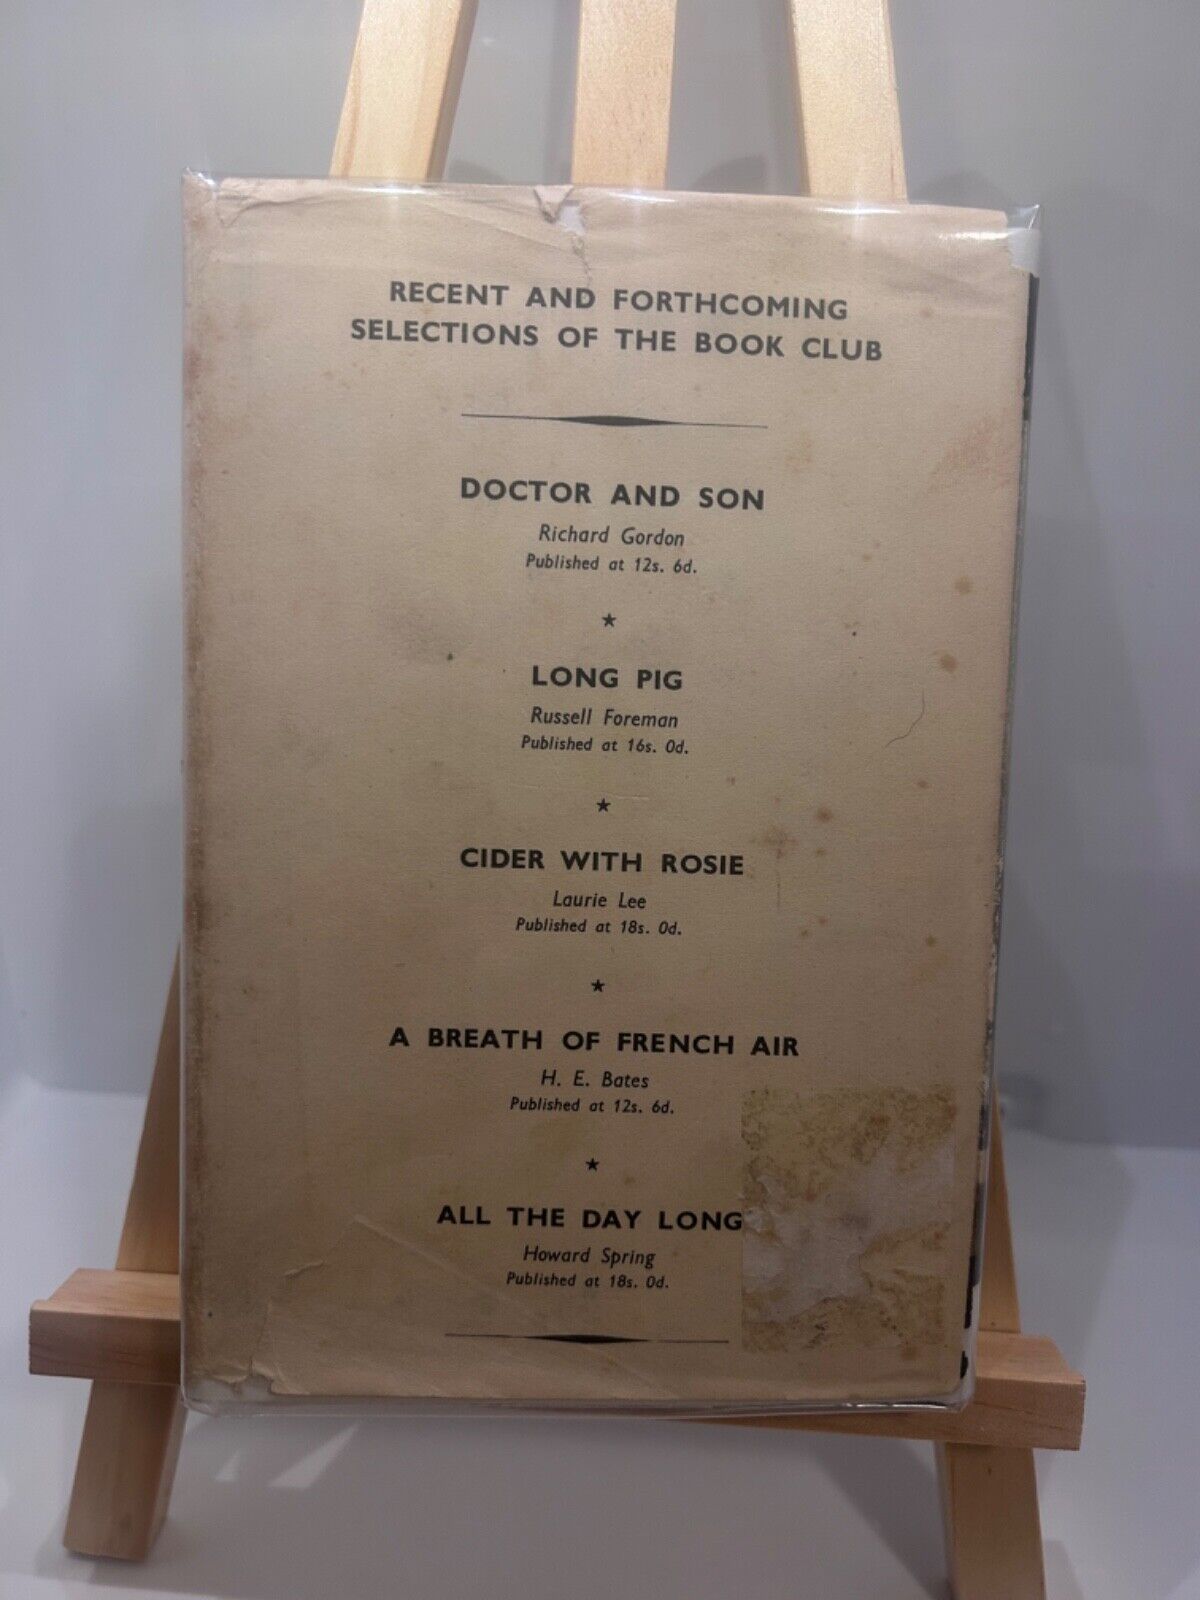 RECENT AND FORTHCOMING
SELECTIONS OF THE BOOK CLUB
DOCTOR AND SON
Richard Gordon
Published at 12s. 6d.
LONG PIG
Russell Foreman
Published at 16s. 0d.
CIDER WITH ROSIE
Laurie Lee
Published at 18s. 0d.
A BREATH OF FRENCH AIR
H. E. Bates
Published at 12s. 6d.
ALL THE DAY LONG
Howard Spring
Published at 18s. 0d.